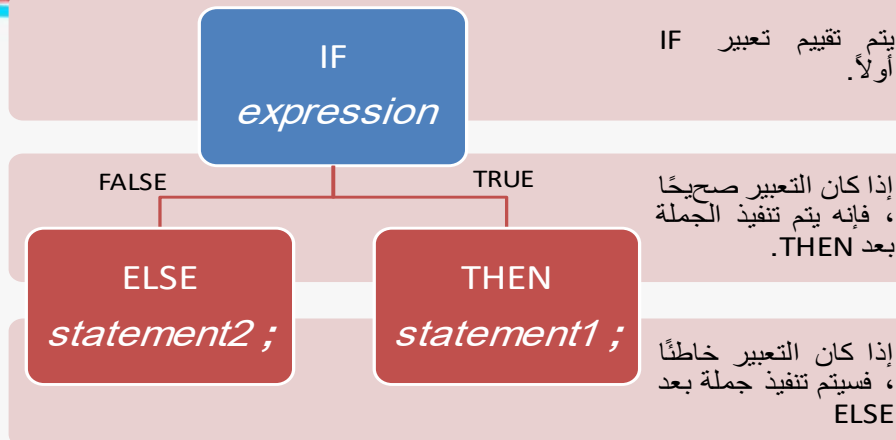 IF
expression
يتم تقييم تعبير IF
أولاً.
FALSE
TRUE
إذا كان التعبير صحيحًا
، فإنه يتم تنفيذ الجملة
بعد THEN.
ELSE
statement2 ;
THEN
statement1 ;
إذا كان التعبير خاطئًا
، فسيتم تنفيذ جملة بعد
ELSE